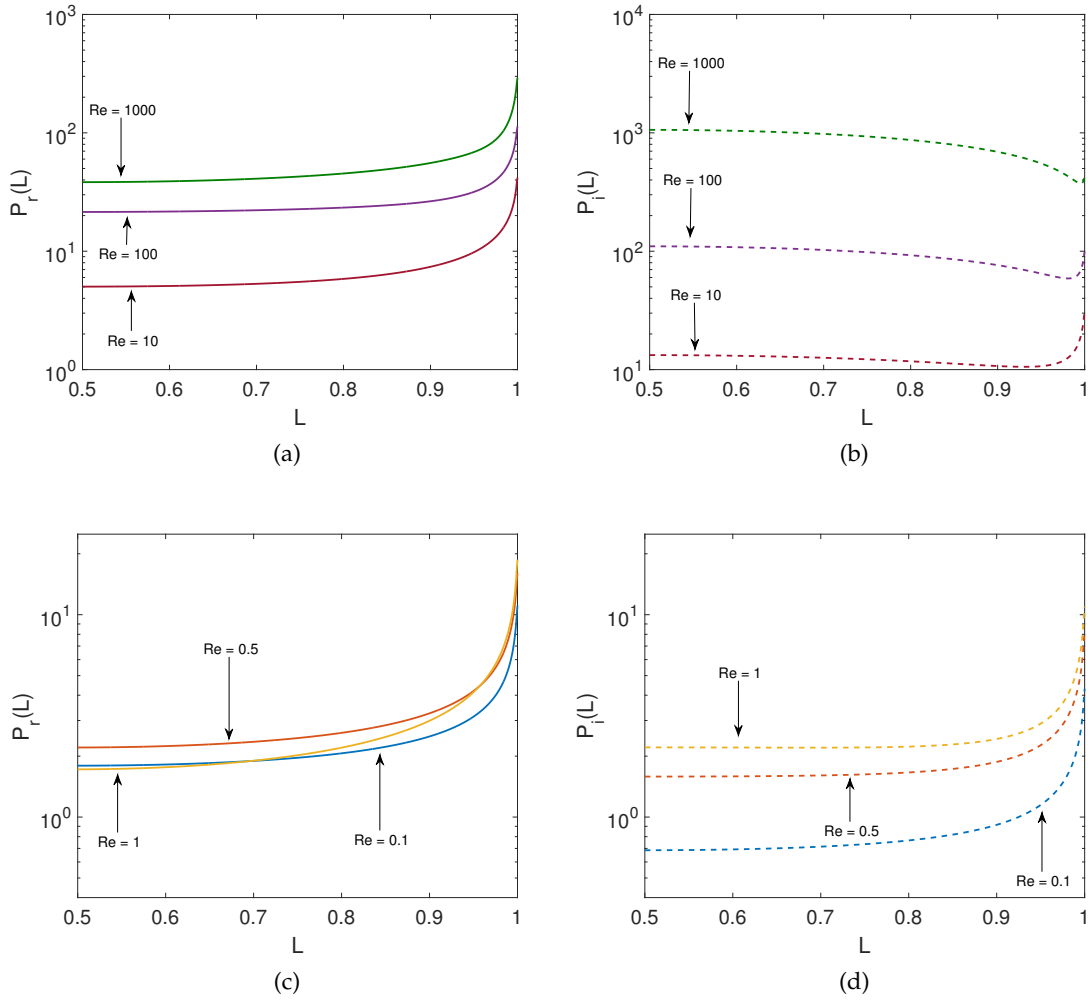 10^3
10^2
10^1
10^0
P_r(L)
Re = 1000
Re = 100
Re = 10
0.5 0.6 0.7 0.8 0.9 1
L
(a)
10^4
10^3
10^2
10^1
P_i(L)
Re = 1000
Re = 100
Re = 10
0.5 0.6 0.7 0.8 0.9 1
L
(b)
10^1
10^0
P_r(L)
Re = 0.5
Re = 1
Re = 0.1
0.5 0.6 0.7 0.8 0.9 1
L
(c)
10^1
10^0
P_i(L)
Re = 1
Re = 0.5
Re = 0.1
0.5 0.6 0.7 0.8 0.9 1
L
(d)